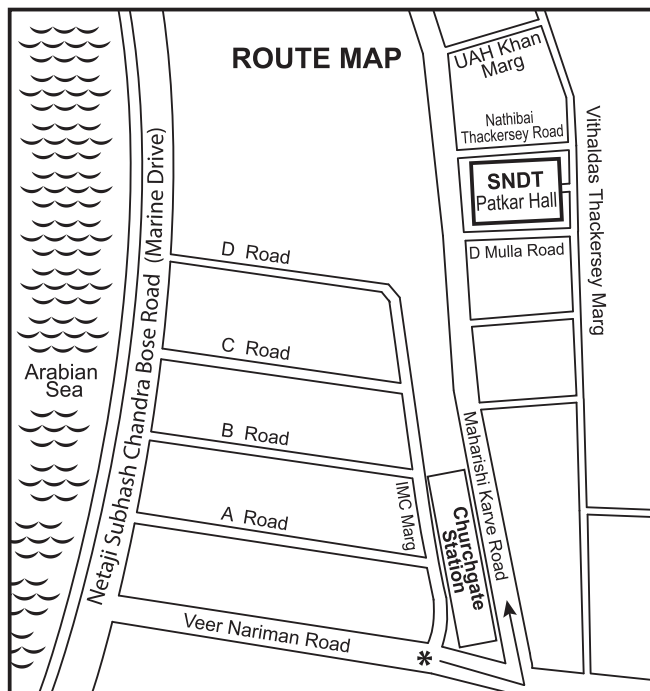 ROUTE MAP
UAH Khan
Marg
Nathibai
Thackersey Road
SNDT
Patkar Hall
D Mulla Road
Vithaldas Thackersey Marg
Netaji Subhash Chandra Bose Road (Marine Drive)
D Road
C Road
Arabian
Sea
B Road
A Road
IMC Marg
Maharishi Karve Road
Churchgate
Station
Veer Nariman Road
*